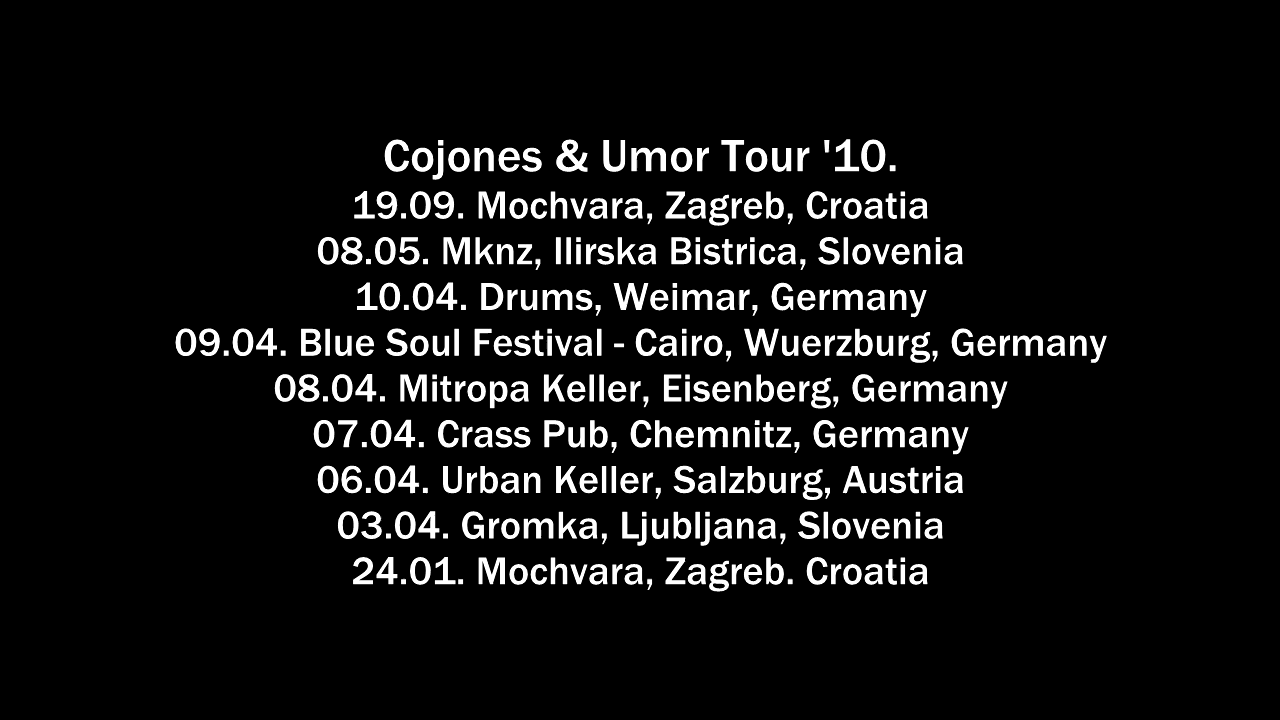 Cojones & Umor Tour '10.
19.09. Mochvara, Zagreb, Croatia
08.05. Mknz, Ilirska Bistrica, Slovenia
10.04. Drums, Weimar, Germany
09.04. Blue Soul Festival - Cairo, Wuerzburg, Germany
08.04. Mitropa Keller, Eisenberg, Germany
07.04. Crass Pub, Chemnitz, Germany
06.04. Urban Keller, Salzburg, Austria
03.04. Gromka, Ljubljana, Slovenia
24.01. Mochvara, Zagreb. Croatia